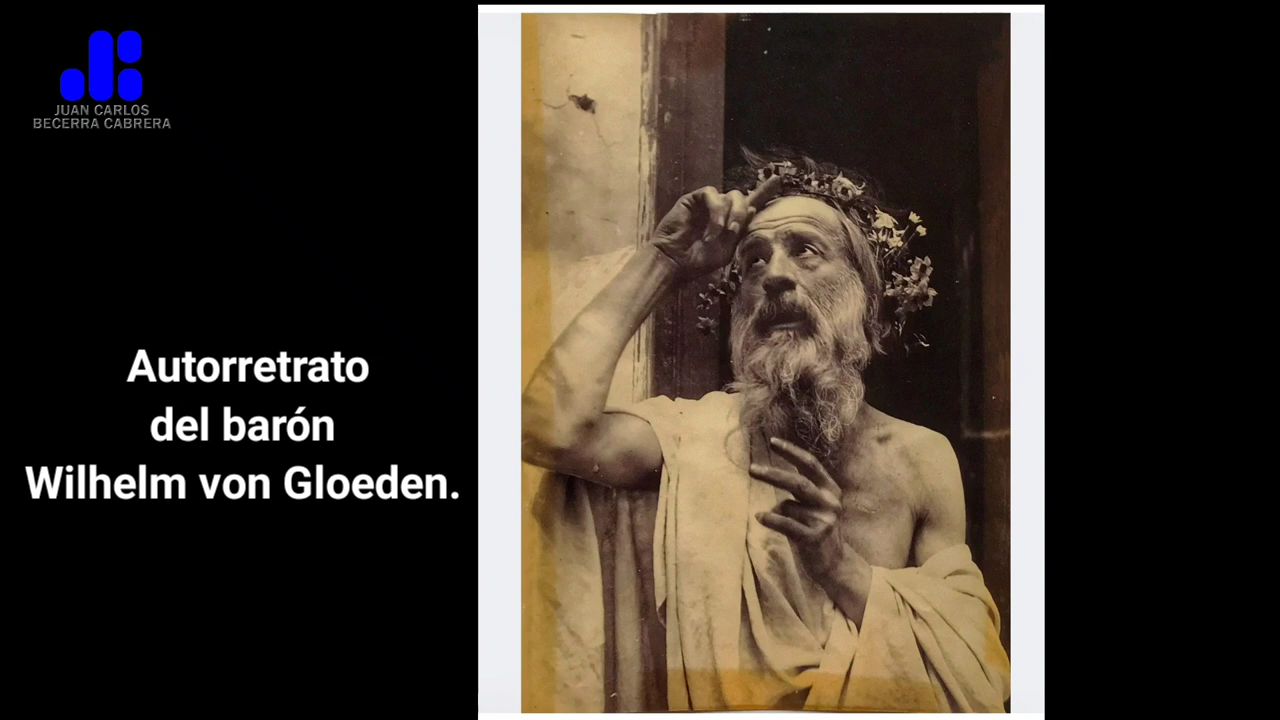 JUAN CARLOS
BECERRA CABRERA
Autorretrato
del barón
Wilhelm von Gloeden.